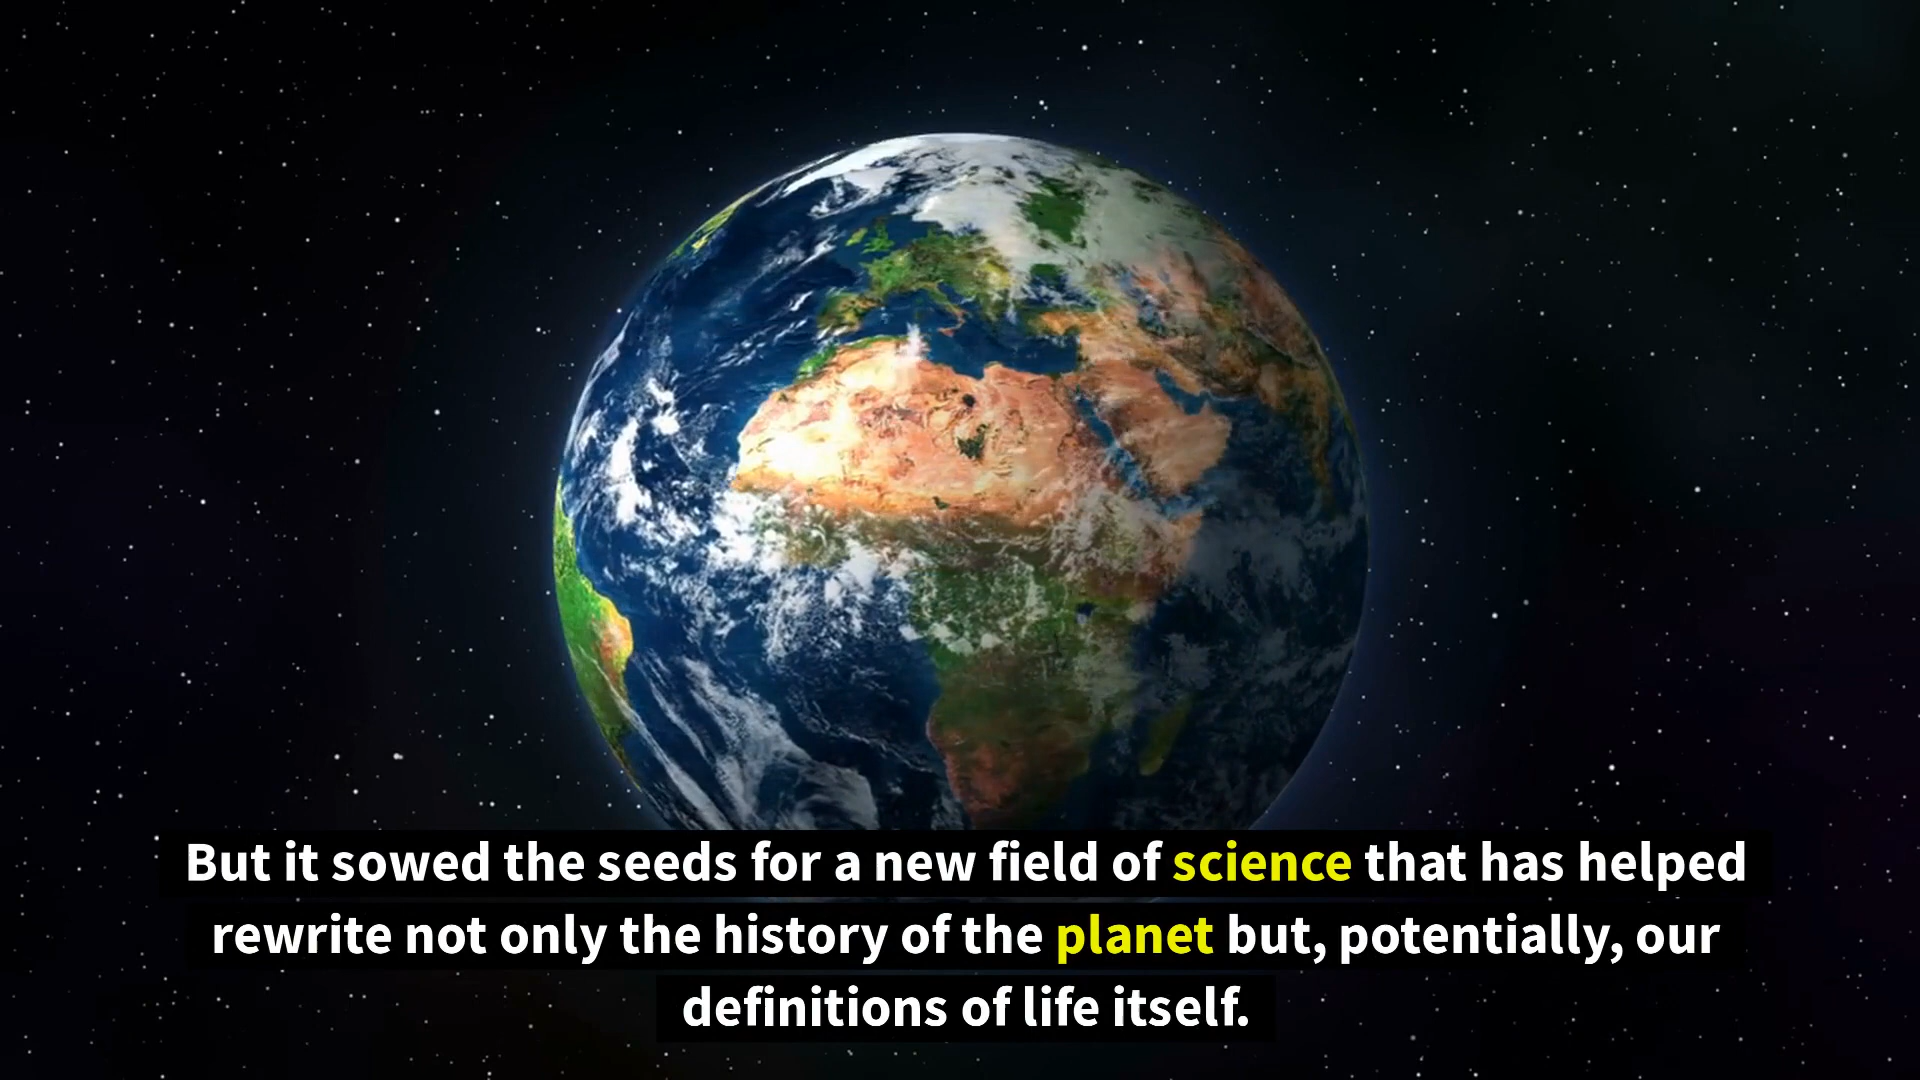 But it sowed the seeds for a new field of science that has helped
rewrite not only the history of the planet but, potentially, our
definitions of life itself.